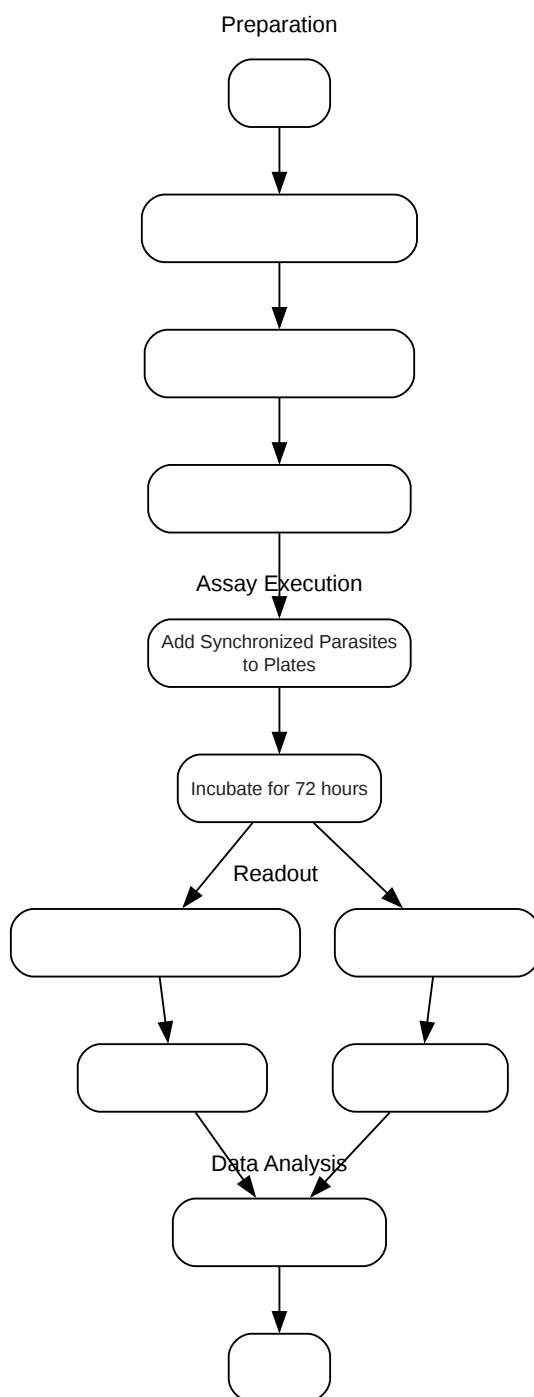 Preparation
Assay Execution
Add Synchronized Parasites
to Plates
Incubate for 72 hours
Readout
Data Analysis